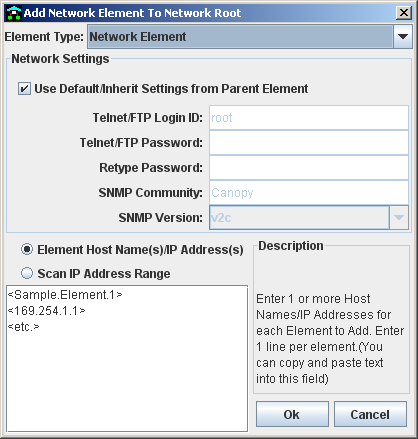 Add Network Element To Network Root
Element Type: Network Element
Network Settings
Use Default/Inherit Settings from Parent Element
Telnet/FTP Login ID: root
Telnet/FTP Password:
Retype Password:
SNMP Community: Canopy
SNMP Version: v2c
Element Host Name(s)/IP Address(s)
Scan IP Address Range
<Sample.Element.1>
<169.254.1.1>
<etc.>
Description
Enter 1 or more Host
Names/IP Addresses for
each Element to Add. Enter
1 line per element.(You
can copy and paste text
into this field)
Ok Cancel